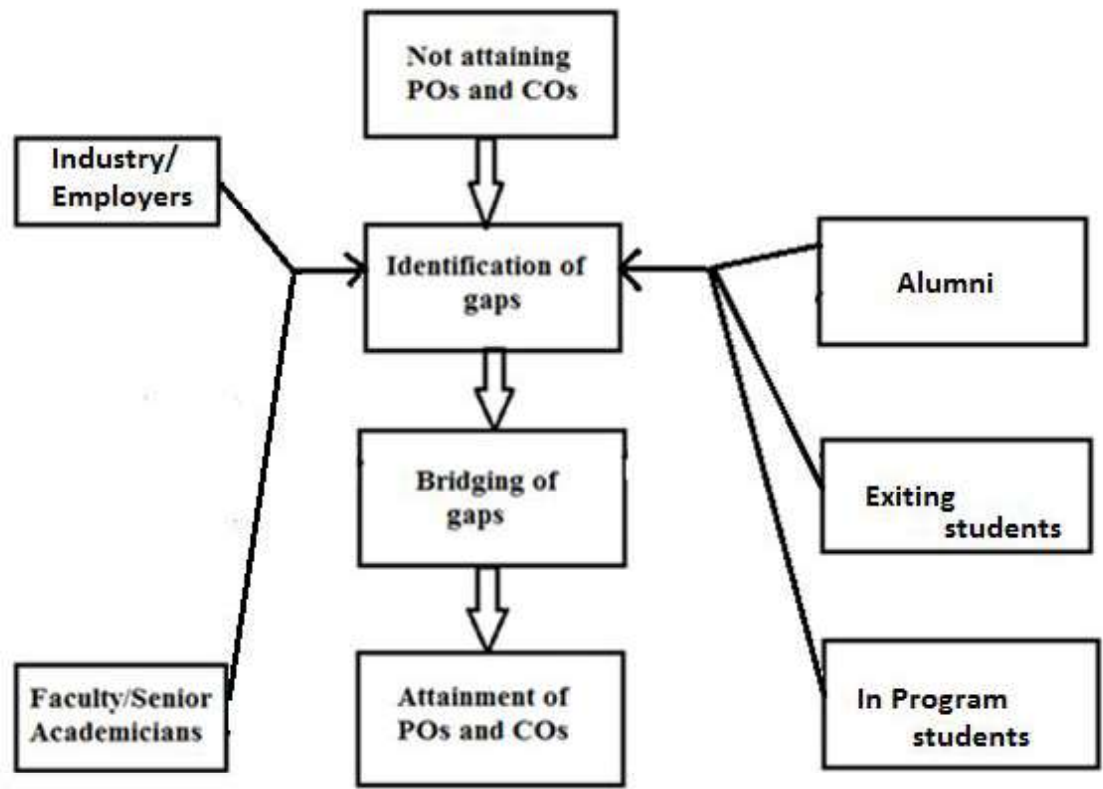 Not attaining
POs and COs
Industry/
Employers
Identification of
gaps
Alumni
Bridging of
gaps
Exiting
students
Faculty/Senior
Academicians
Attainment of
POs and COs
In Program
students